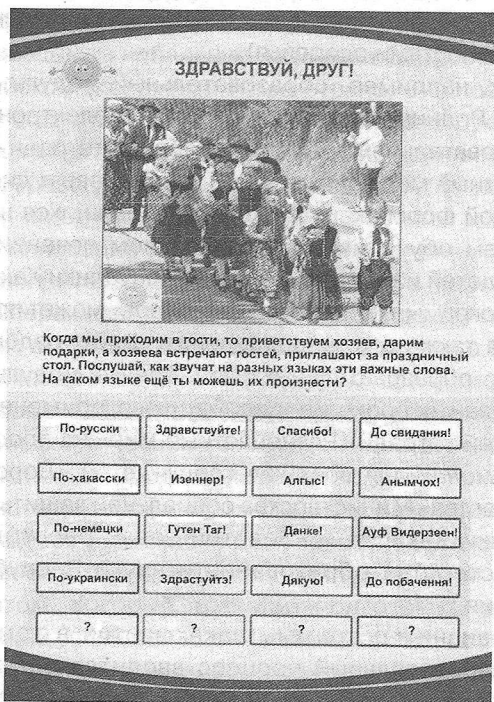 ЗДРАВСТВУЙ, ДРУГ!
Когда мы приходим в гости, то приветствуем хозяев, дарим
подарки, а хозяева встречают гостей, приглашают за праздничный
стол. Послушай, как звучат на разных языках эти важные слова.
На каком языке ещё ты можешь их произнести?
По-русски Здравствуйте! Спасибо! До свидания!
По-хакасски Изеннер! Алгыс! Анымчох!
По-немецки Гутен Таг! Данке! Ауф Видерзеен!
По-украински Здрастуйтэ! Дякую! До побачення!
? ? ? ?